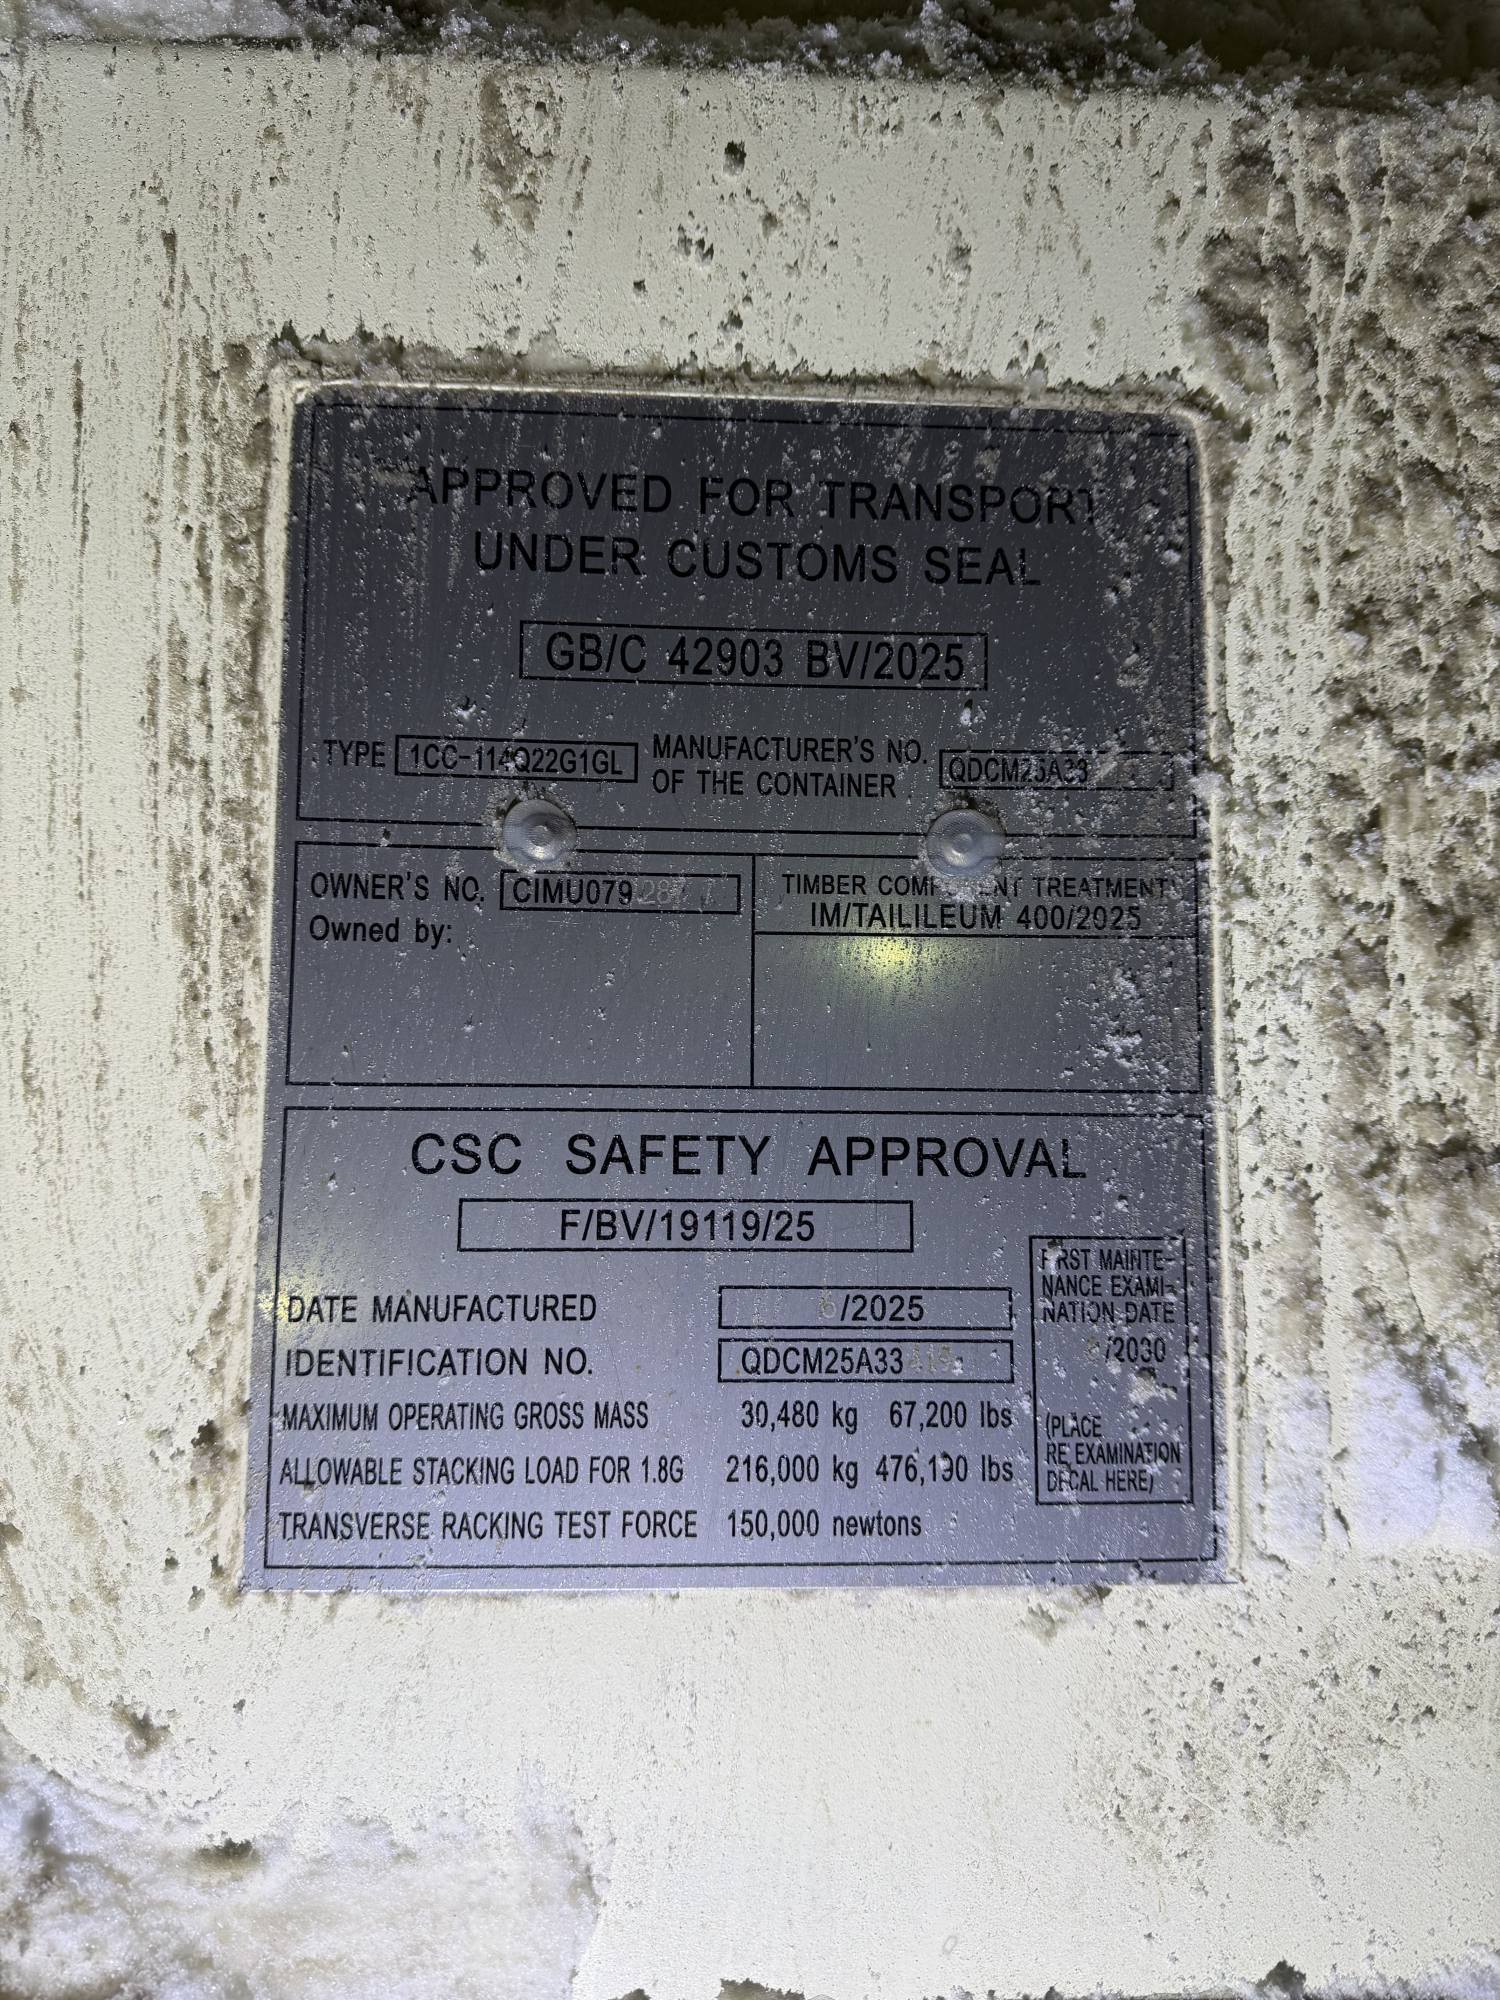 APPROVED FOR TRANSPORT
UNDER CUSTOMS SEAL
GB/C 42903 BV/2025
TYPE 1CC-114Q22G1GL MANUFACTURER'S NO. OF THE CONTAINER QDCM25A33
OWNER'S NO. CIMU079
Owned by:
TIMBER COMPONENT TREATMENT
IM/TAILILEUM 400/2025
CSC SAFETY APPROVAL
F/BV/19119/25
DATE MANUFACTURED 6/2025
IDENTIFICATION NO. QDCM25A33
MAXIMUM OPERATING GROSS MASS 30,480 kg 67,200 lbs
ALLOWABLE STACKING LOAD FOR 1.8G 216,000 kg 476,190 lbs
TRANSVERSE RACKING TEST FORCE 150,000 newtons
FIRST MAINTE-
NANCE EXAMI-
NATION DATE
/2030
(PLACE
RE EXAMINATION
DECAL HERE)